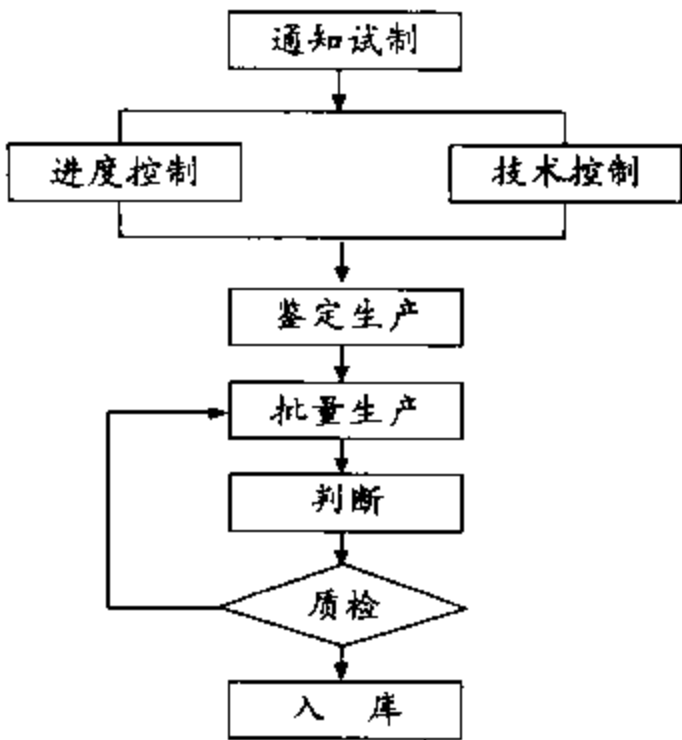 通知试制
进度控制
技术控制
鉴定生产
批量生产
判断
质检
入 库